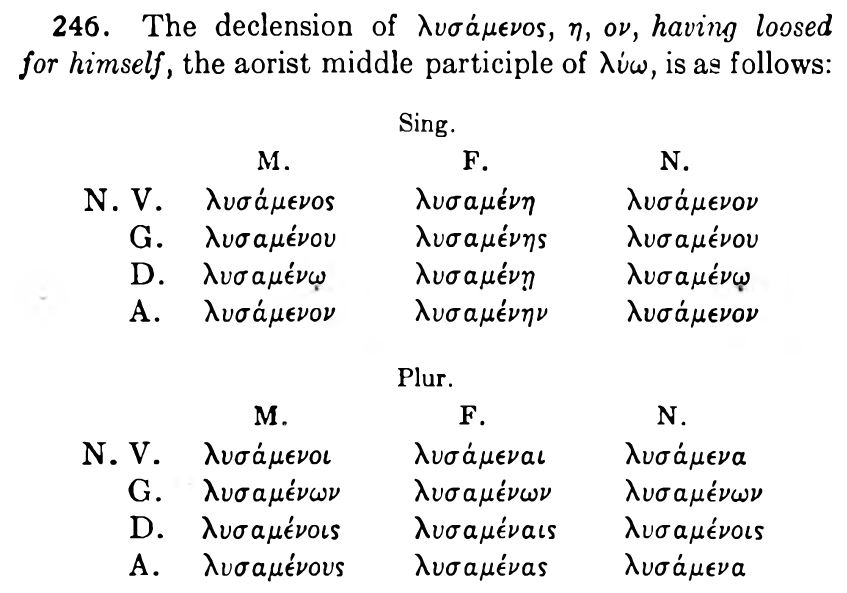 246. The declension of λυσάμενος, η, ον, having loosed
for himself, the aorist middle participle of λύω, is as follows:
Sing.
M. F. N.
N. V. λυσάμενος λυσαμένη λυσάμενον
G. λυσαμένου λυσαμένης λυσαμένου
D. λυσαμένῳ λυσαμένῃ λυσαμένῳ
A. λυσάμενον λυσαμένην λυσάμενον
Plur.
M. F. N.
N. V. λυσάμενοι λυσάμεναι λυσάμενα
G. λυσαμένων λυσαμένων λυσαμένων
D. λυσαμένοις λυσαμέναις λυσαμένοις
A. λυσαμένους λυσαμένας λυσάμενα